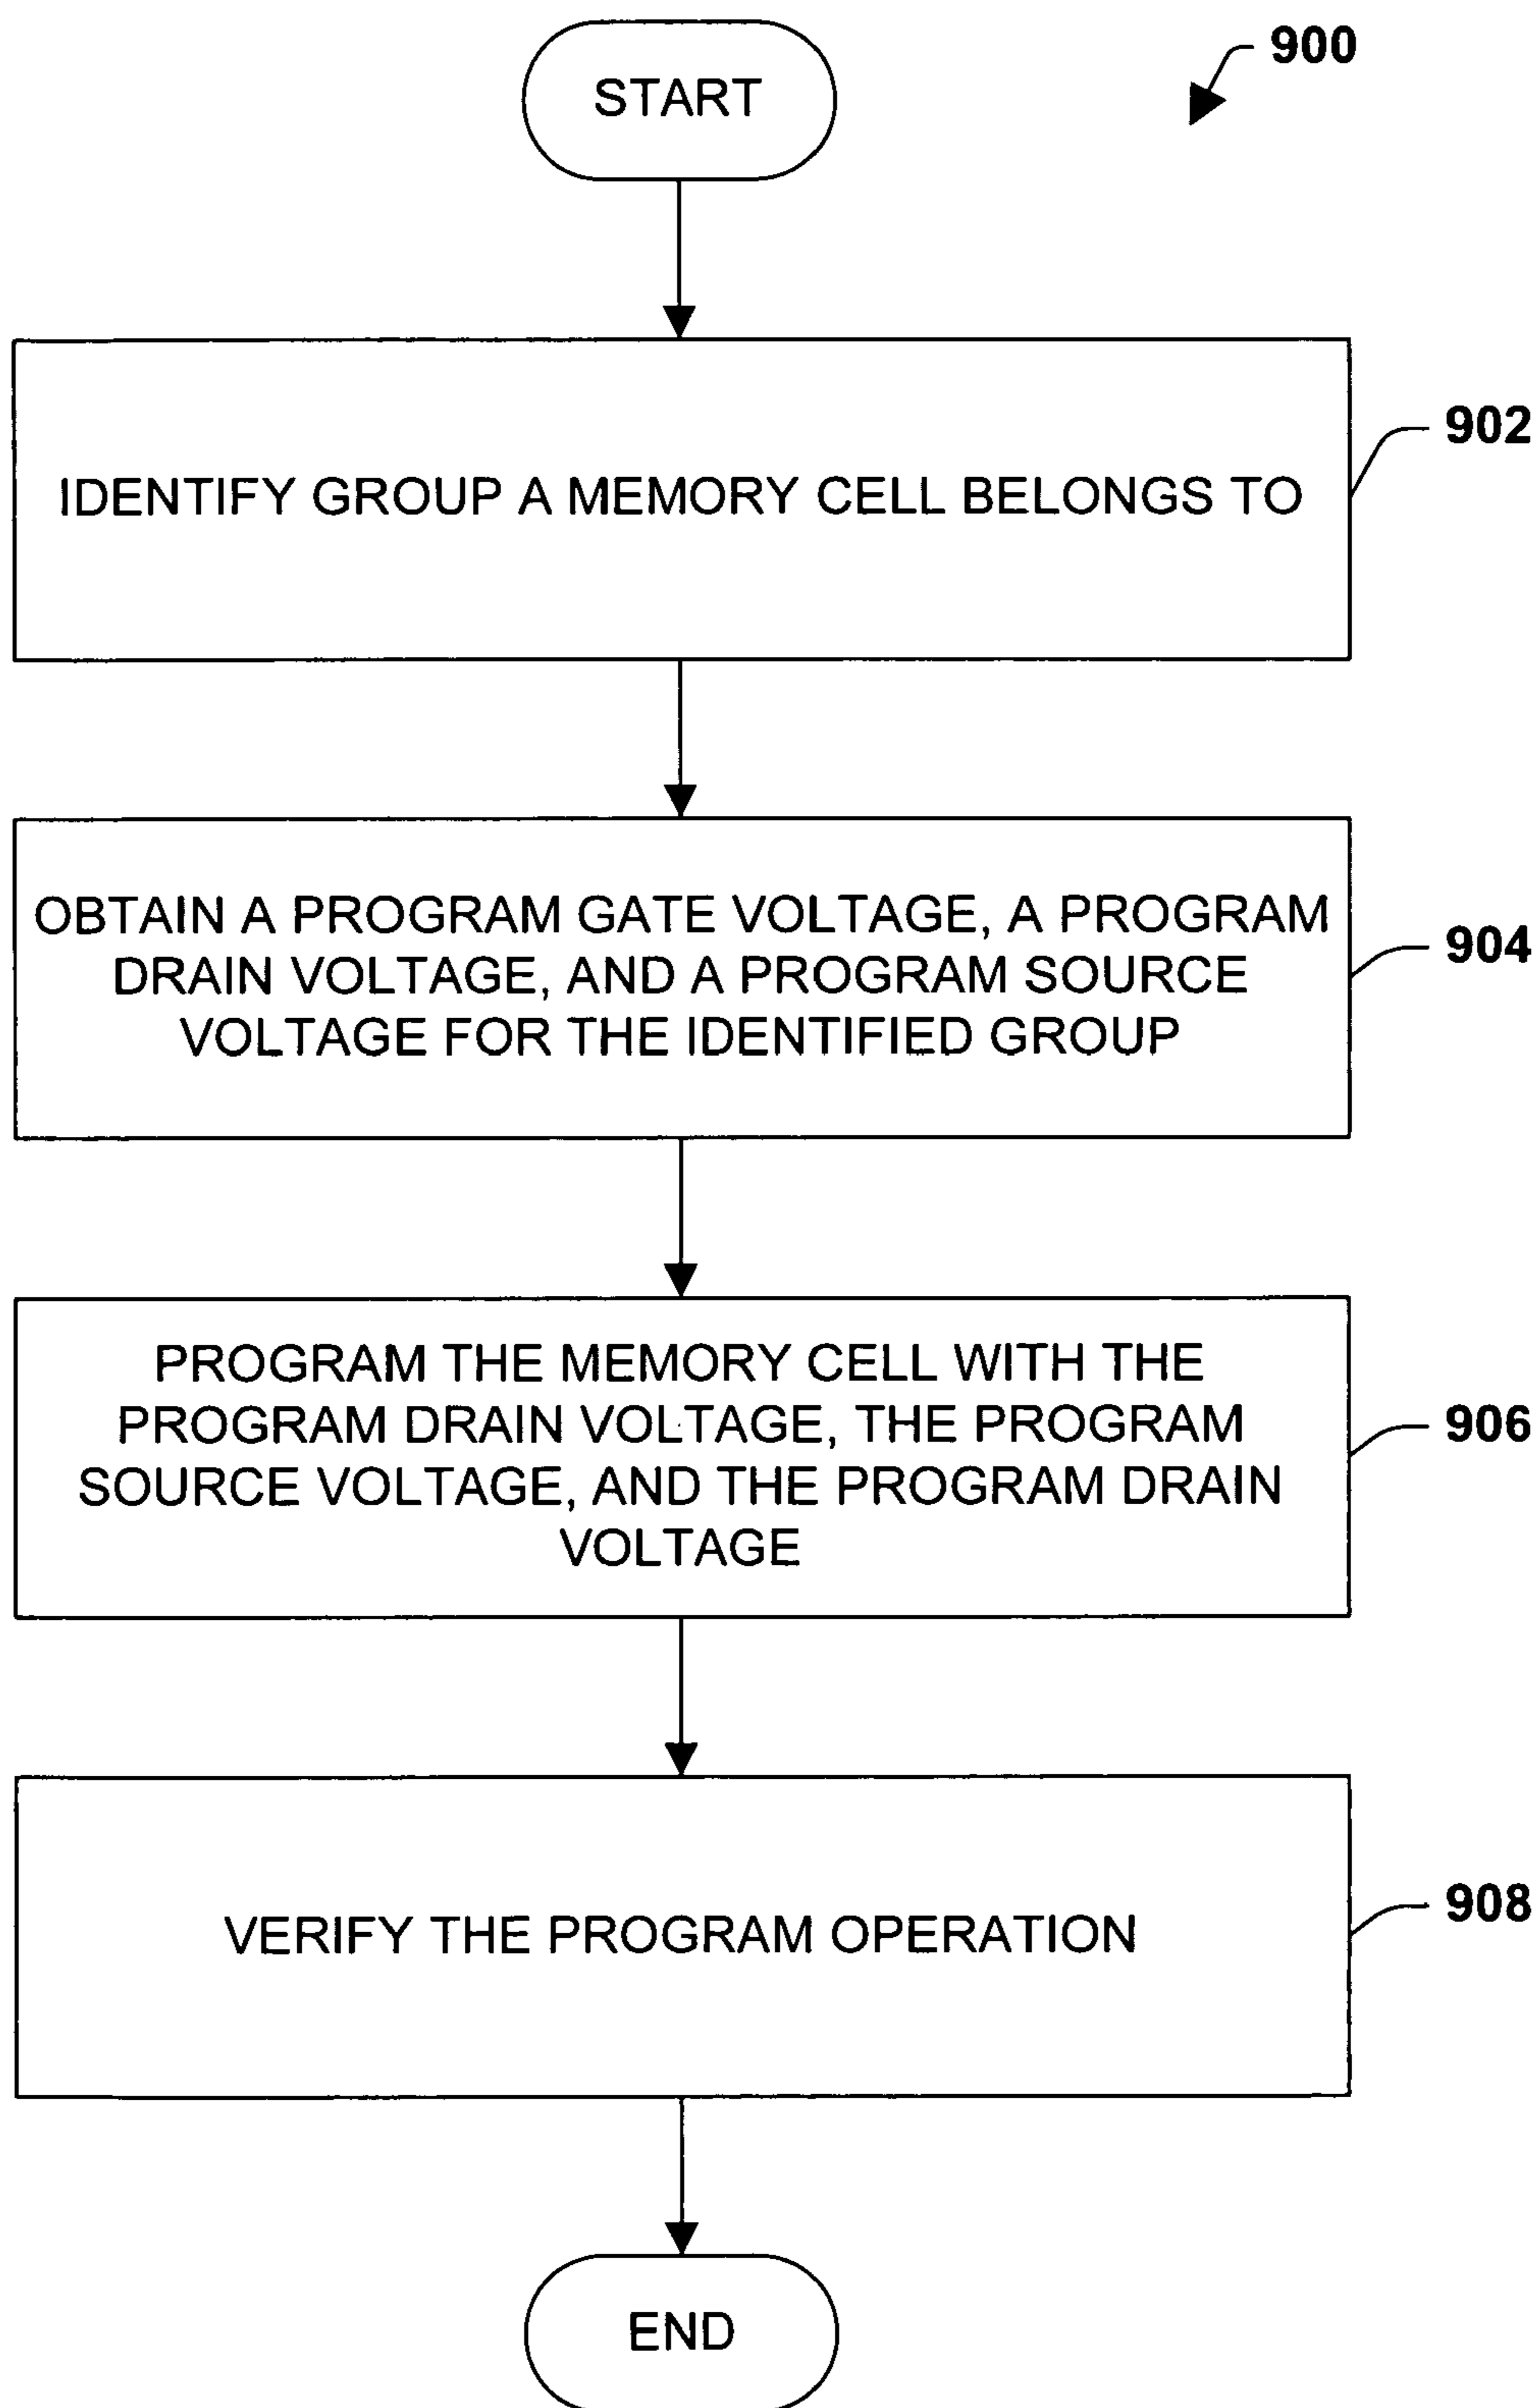 START
900
IDENTIFY GROUP A MEMORY CELL BELONGS TO
902
OBTAIN A PROGRAM GATE VOLTAGE, A PROGRAM
DRAIN VOLTAGE, AND A PROGRAM SOURCE
VOLTAGE FOR THE IDENTIFIED GROUP
904
PROGRAM THE MEMORY CELL WITH THE
PROGRAM DRAIN VOLTAGE, THE PROGRAM
SOURCE VOLTAGE, AND THE PROGRAM DRAIN
VOLTAGE
906
VERIFY THE PROGRAM OPERATION
908
END